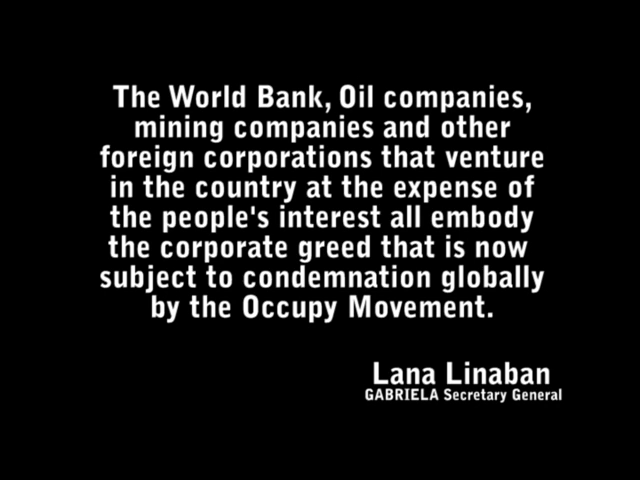 The World Bank, Oil companies,
mining companies and other
foreign corporations that venture
in the country at the expense of
the people's interest all embody
the corporate greed that is now
subject to condemnation globally
by the Occupy Movement.
Lana Linaban
GABRIELA Secretary General